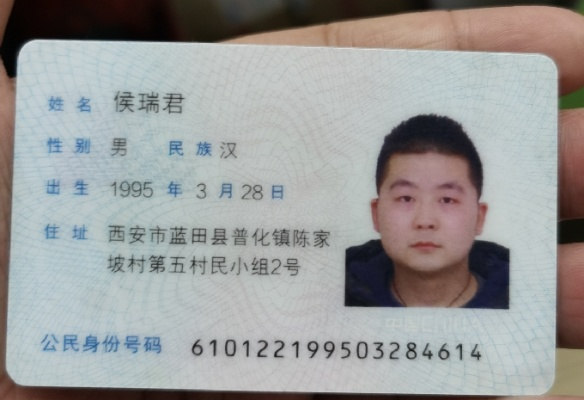 姓名 侯瑞君
性别 男 民族 汉
出生 1995 年 3 月 28 日
住址 西安市蓝田县普化镇陈家
坡村第五村民小组2号
公民身份号码 610122199503284614